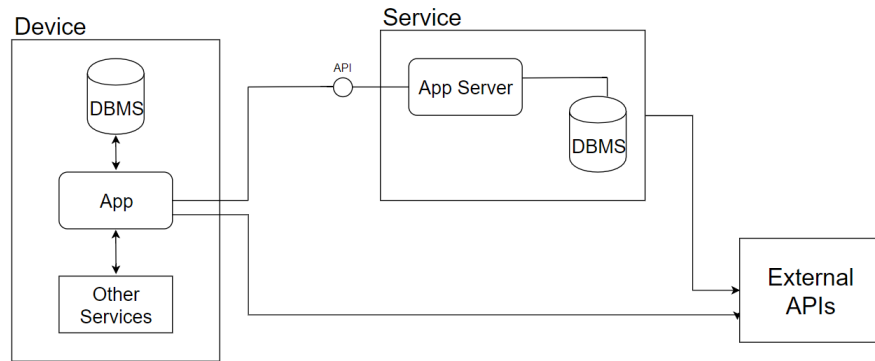 Device
DBMS
App
Other
Services
API
Service
App Server
DBMS
External
APIs